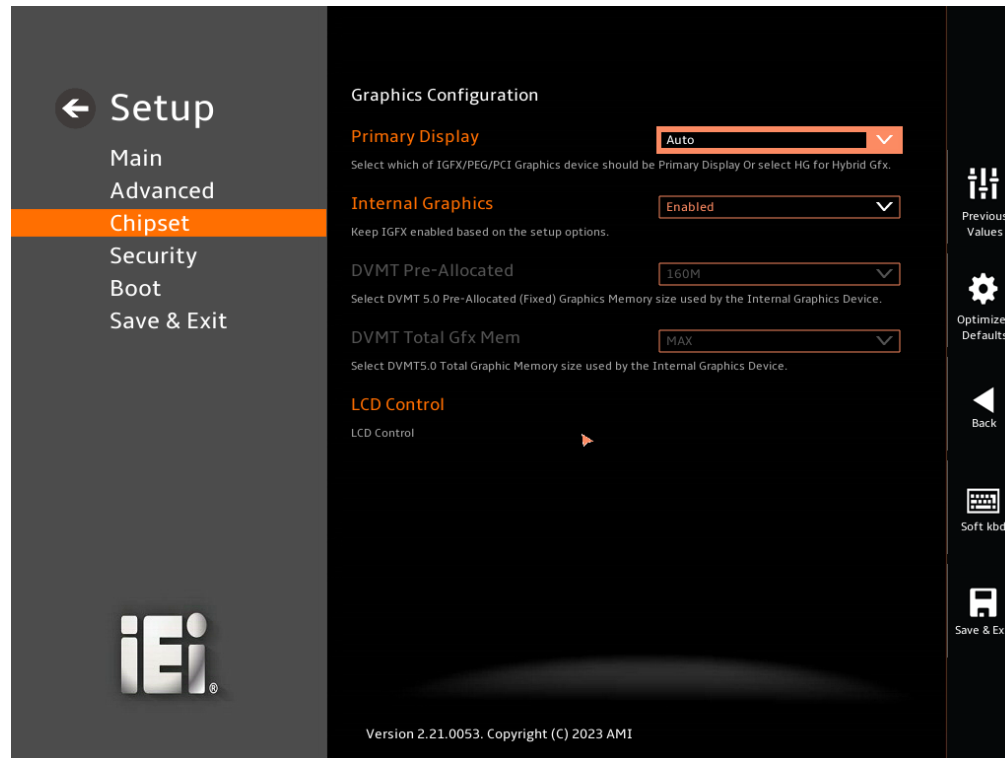 Setup
Main
Advanced
Chipset
Security
Boot
Save & Exit
iEi®
Graphics Configuration
Primary Display
Auto
Select which of IGFX/PEG/PCI Graphics device should be Primary Display Or select HG for Hybrid Gfx.
Internal Graphics
Enabled
Keep IGFX enabled based on the setup options.
DVMT Pre-Allocated
160M
Select DVMT 5.0 Pre-Allocated (Fixed) Graphics Memory size used by the Internal Graphics Device.
DVMT Total Gfx Mem
MAX
Select DVMT5.0 Total Graphic Memory size used by the Internal Graphics Device.
LCD Control
LCD Control
Version 2.21.0053. Copyright (C) 2023 AMI
Previous
Values
Optimize
Defaults
Back
Soft kbd
Save & Ex